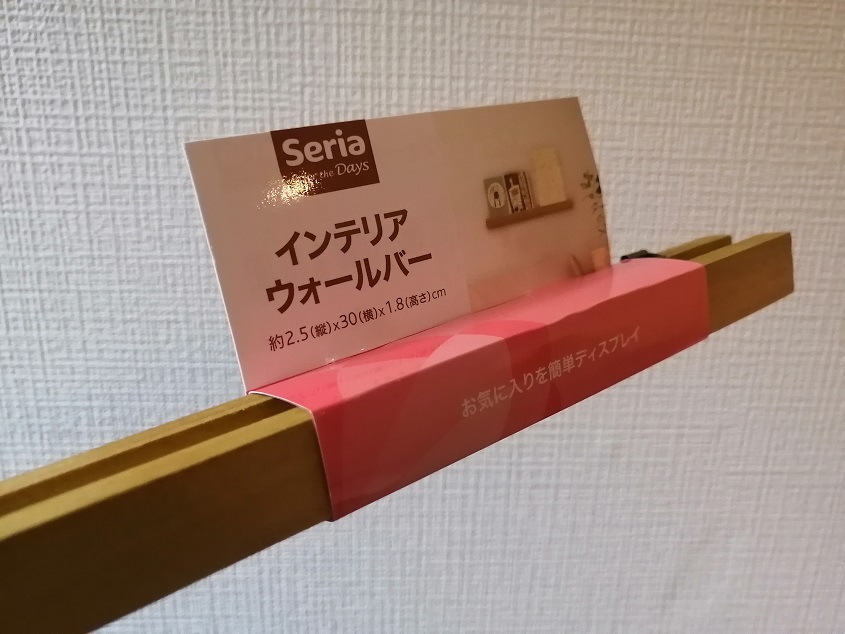 Seria
for the Days
インテリア
ウォールバー
約2.5(縦)x30(横)x1.8(高さ)cm
お気に入りを簡単ディスプレイ